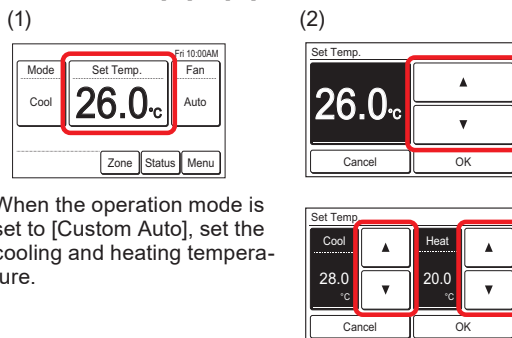 (1)
Fri 10:00AM
Mode
Set Temp.
Fan
Cool
26.0°C
Auto
Zone
Status
Menu
When the operation mode is
set to [Custom Auto], set the
cooling and heating tempera-
ture.
(2)
Set Temp.
26.0°C
▲
▼
Cancel
OK
Set Temp.
Cool
▲
Heat
▲
28.0
°C
▼
20.0
°C
▼
Cancel
OK